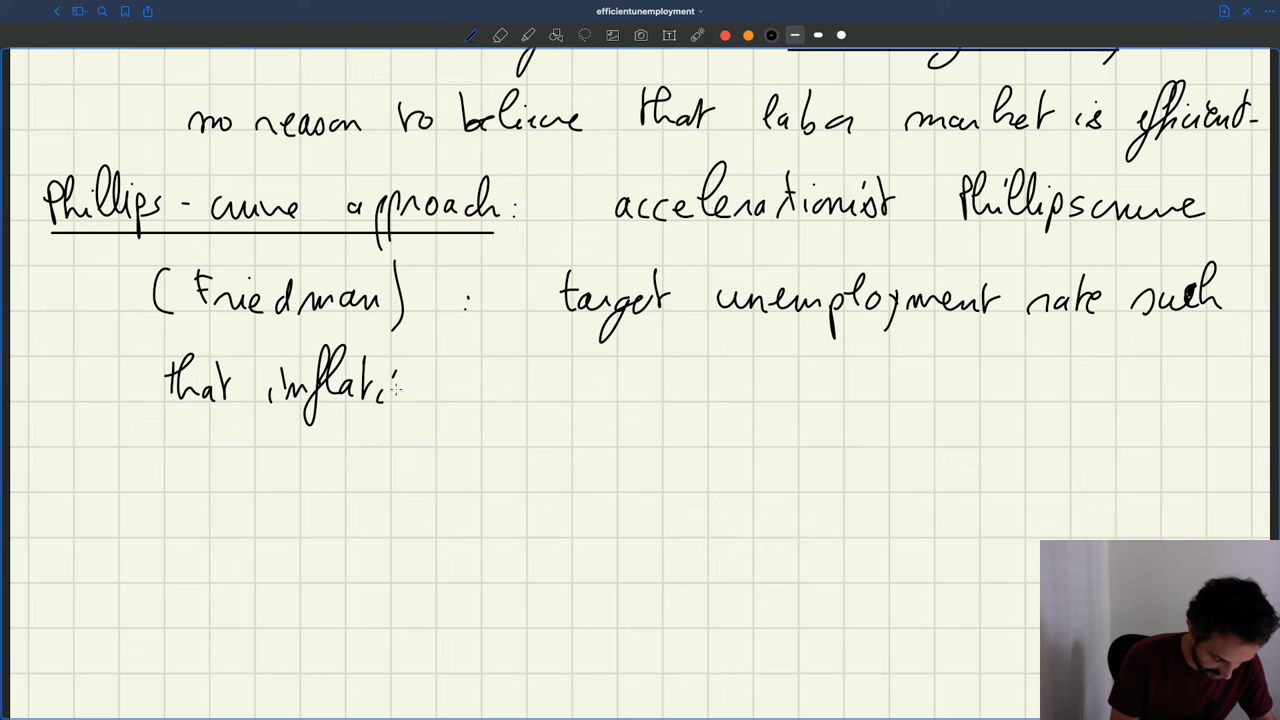 efficientunemployment
no reason to believe that labor market is efficient-
Phillips - curve approach: accelerationist Phillipscurve
(Friedman) : target unemployment rate such
that inflati